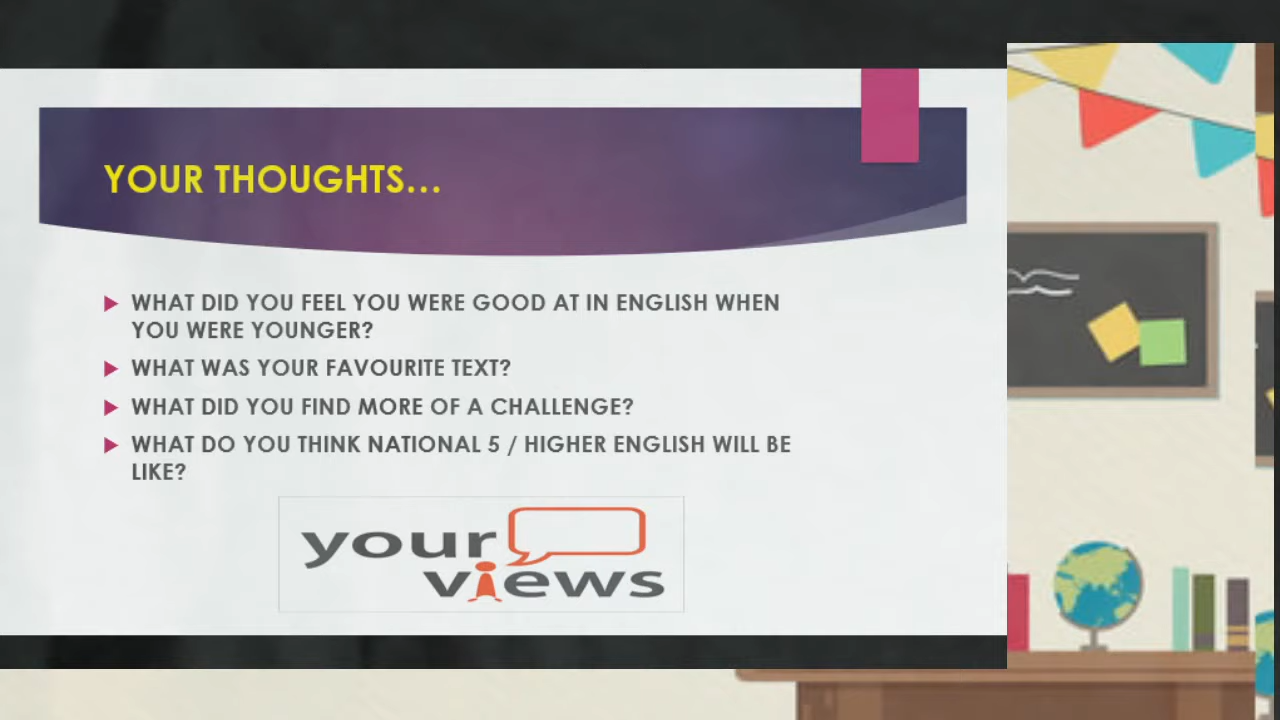 YOUR THOUGHTS...
WHAT DID YOU FEEL YOU WERE GOOD AT IN ENGLISH WHEN
YOU WERE YOUNGER?
WHAT WAS YOUR FAVOURITE TEXT?
WHAT DID YOU FIND MORE OF A CHALLENGE?
WHAT DO YOU THINK NATIONAL 5 / HIGHER ENGLISH WILL BE
LIKE?
your
views